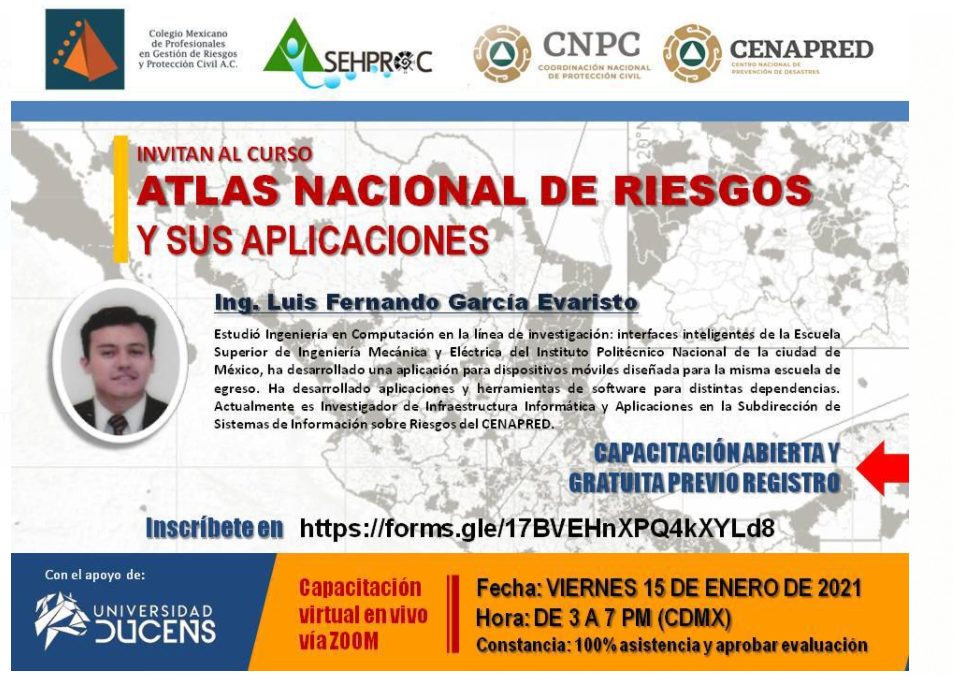 Colegio Mexicano
de Profesionales
en Gestión de Riesgos
y Protección Civil A.C.
SEHPROC
CNPC
COORDINACIÓN NACIONAL
DE PROTECCIÓN CIVIL
CENAPRED
CENTRO NACIONAL DE
PREVENCIÓN DE DESASTRES
20°N
INVITAN AL CURSO
ATLAS NACIONAL DE RIESGOS
Y SUS APLICACIONES
Ing. Luis Fernando García Evaristo
Estudió Ingeniería en Computación en la línea de investigación: interfaces inteligentes de la Escuela
Superior de Ingeniería Mecánica y Eléctrica del Instituto Politécnico Nacional de la ciudad de
México, ha desarrollado una aplicación para dispositivos móviles diseñada para la misma escuela de
egreso. Ha desarrollado aplicaciones y herramientas de software para distintas dependencias.
Actualmente es Investigador de Infraestructura Informática y Aplicaciones en la Subdirección de
Sistemas de Información sobre Riesgos del CENAPRED.
CAPACITACIÓN ABIERTA Y
GRATUITA PREVIO REGISTRO
Inscríbete en https://forms.gle/17BVEHnXPQ4kXYLd8
Con el apoyo de:
UNIVERSIDAD
DUCENS
Capacitación
virtual en vivo
vía ZOOM
Fecha: VIERNES 15 DE ENERO DE 2021
Hora: DE 3 A 7 PM (CDMX)
Constancia: 100% asistencia y aprobar evaluación